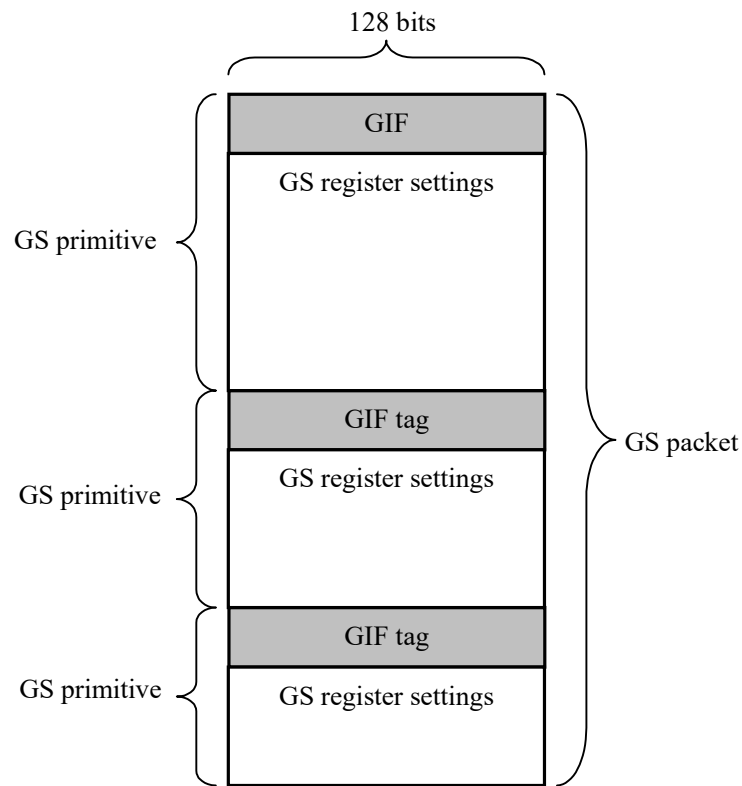 128 bits
GIF
GS register settings
GS primitive
GIF tag
GS packet
GS register settings
GS primitive
GIF tag
GS register settings
GS primitive